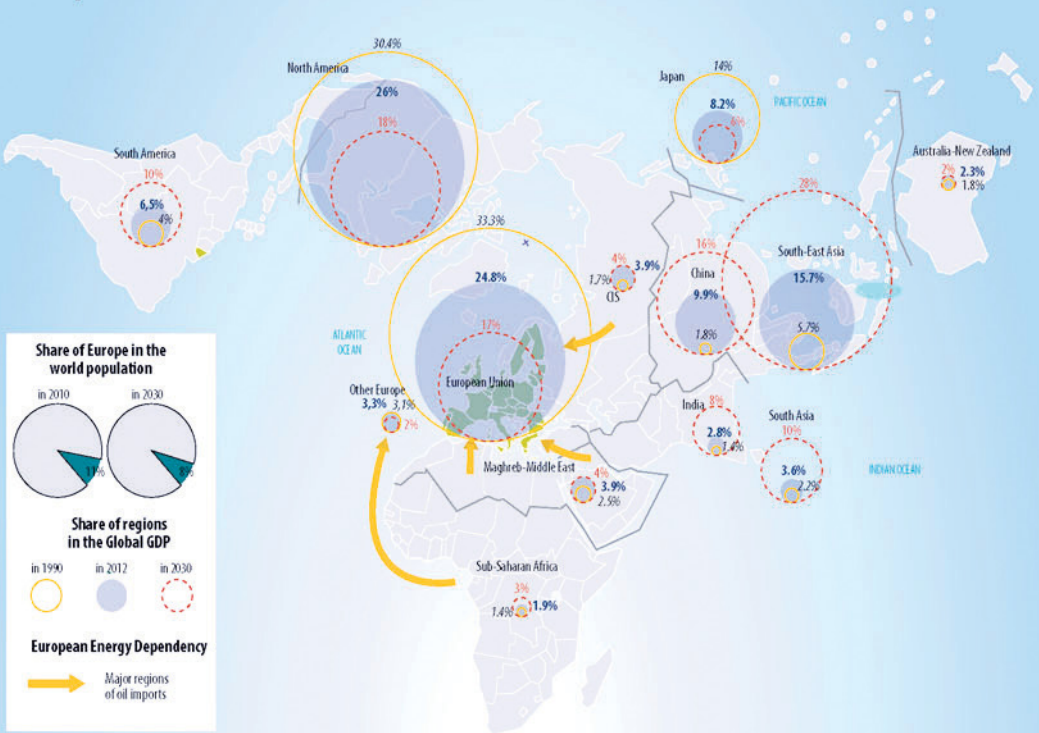 30.4%
North America
26%
18%
14%
Japan
8.2%
6%
PACIFIC OCEAN
South America
10%
6,5%
4%
Australia-New Zealand
2%
2.3%
1.8%
28%
South-East Asia
15.7%
5.7%
16%
China
9.9%
1.8%
4%
3.9%
1.7%
CIS
33.3%
24.8%
17%
European Union
ATLANTIC
OCEAN
Other Europe
3,3%
3,1%
2%
India
8%
2.8%
1.4%
South Asia
10%
3.6%
2.2%
INDIAN OCEAN
Maghreb-Middle East
4%
3.9%
2.5%
Sub-Saharan Africa
3%
1.9%
1.4%
Share of Europe in the
world population
in 2010
in 2030
11%
8%
Share of regions
in the Global GDP
in 1990
in 2012
in 2030
European Energy Dependency
Major regions
of oil imports